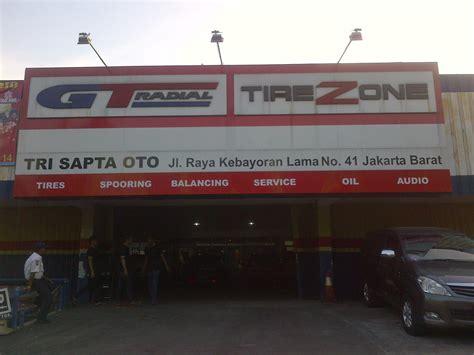 GT RADIAL TIREZONE
TRI SAPTA OTO Jl. Raya Kebayoran Lama No. 41 Jakarta Barat
TIRES SPOORING BALANCING SERVICE OIL AUDIO
14